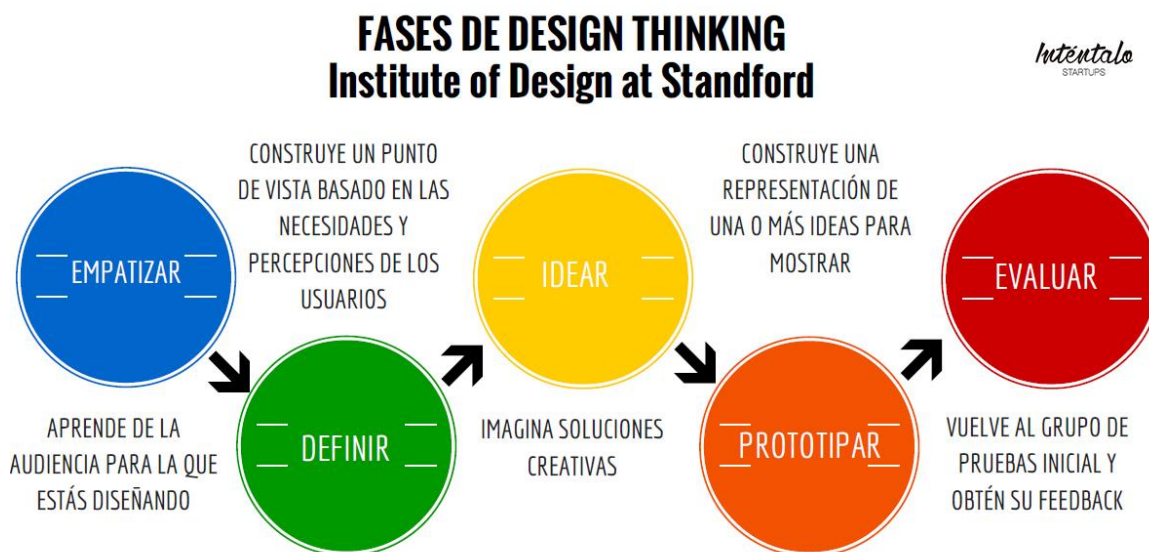 FASES DE DESIGN THINKING
Institute of Design at Standford
Inténtalo
STARTUPS
EMPATIZAR
APRENDE DE LA
AUDIENCIA PARA LA QUE
ESTÁS DISEÑANDO
CONSTRUYE UN PUNTO
DE VISTA BASADO EN LAS
NECESIDADES Y
PERCEPCIONES DE LOS
USUARIOS
DEFINIR
IDEAR
IMAGINA SOLUCIONES
CREATIVAS
CONSTRUYE UNA
REPRESENTACIÓN DE
UNA O MÁS IDEAS PARA
MOSTRAR
PROTOTIPAR
EVALUAR
VUELVE AL GRUPO DE
PRUEBAS INICIAL Y
OBTÉN SU FEEDBACK